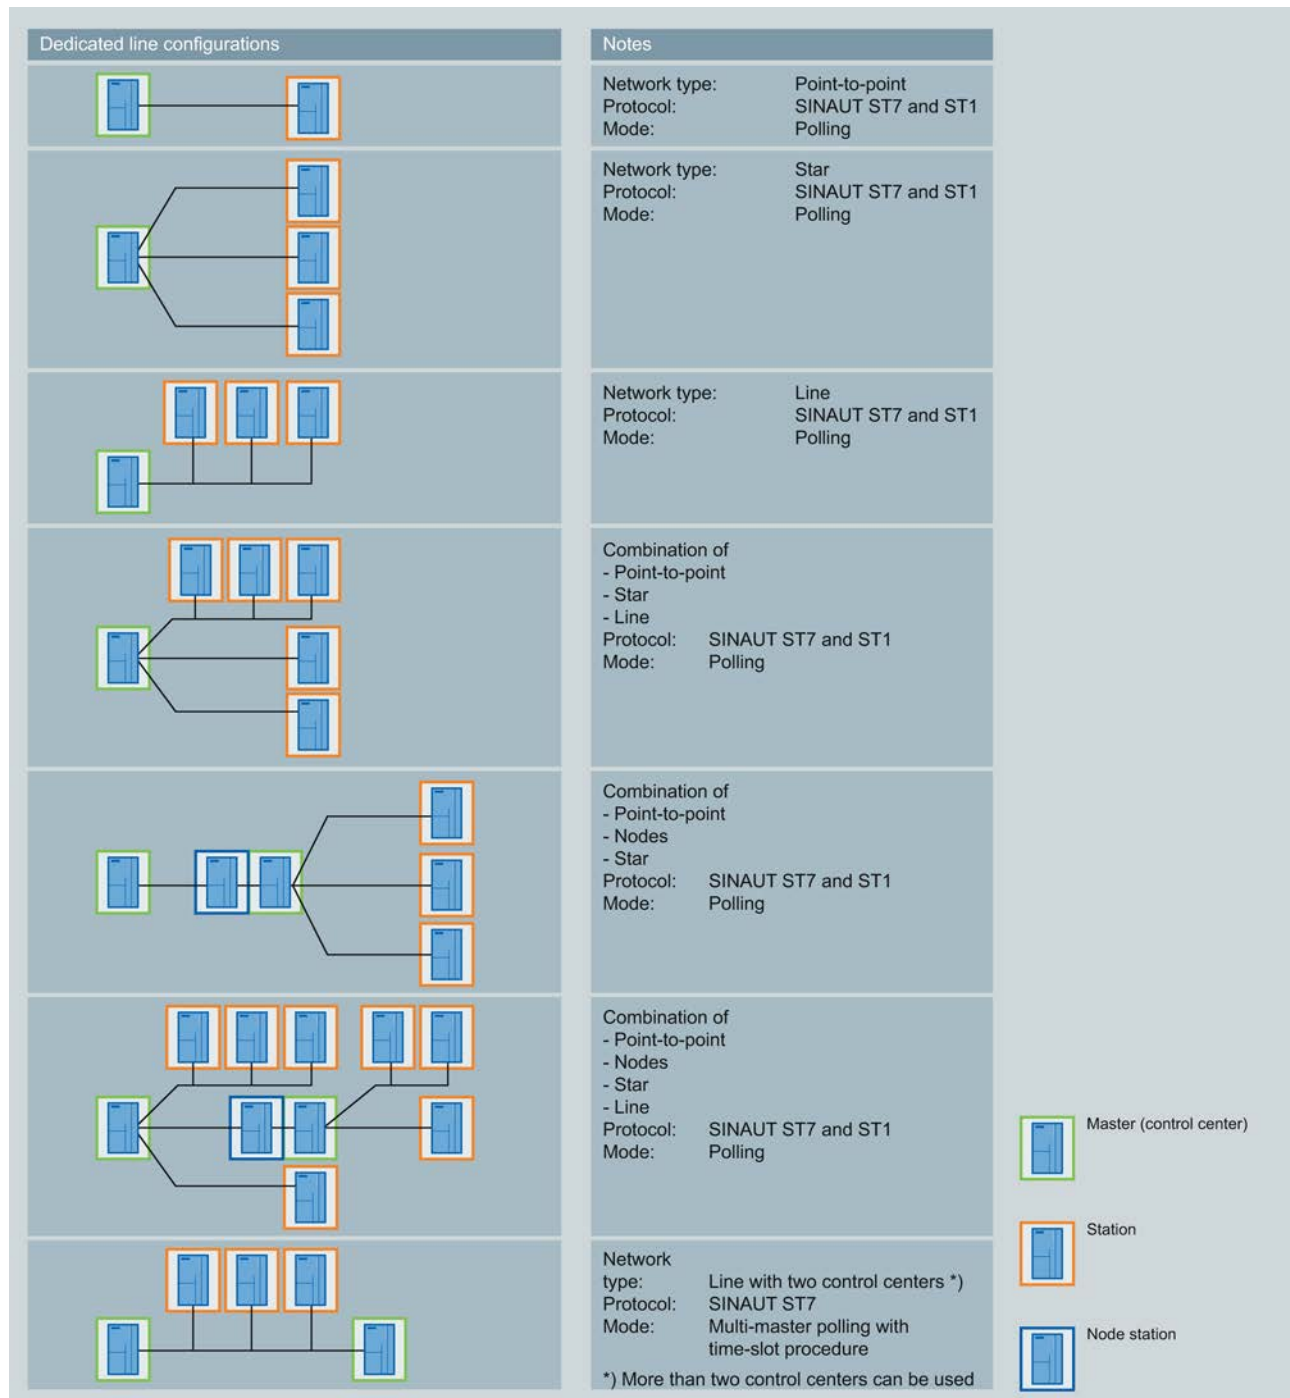 Dedicated line configurations
Notes
Network type: Point-to-point
Protocol: SINAUT ST7 and ST1
Mode: Polling
Network type: Star
Protocol: SINAUT ST7 and ST1
Mode: Polling
Network type: Line
Protocol: SINAUT ST7 and ST1
Mode: Polling
Combination of
- Point-to-point
- Star
- Line
Protocol: SINAUT ST7 and ST1
Mode: Polling
Combination of
- Point-to-point
- Nodes
- Star
Protocol: SINAUT ST7 and ST1
Mode: Polling
Combination of
- Point-to-point
- Nodes
- Star
- Line
Protocol: SINAUT ST7 and ST1
Mode: Polling
Network
type: Line with two control centers *)
Protocol: SINAUT ST7
Mode: Multi-master polling with
time-slot procedure
*) More than two control centers can be used
Master (control center)
Station
Node station